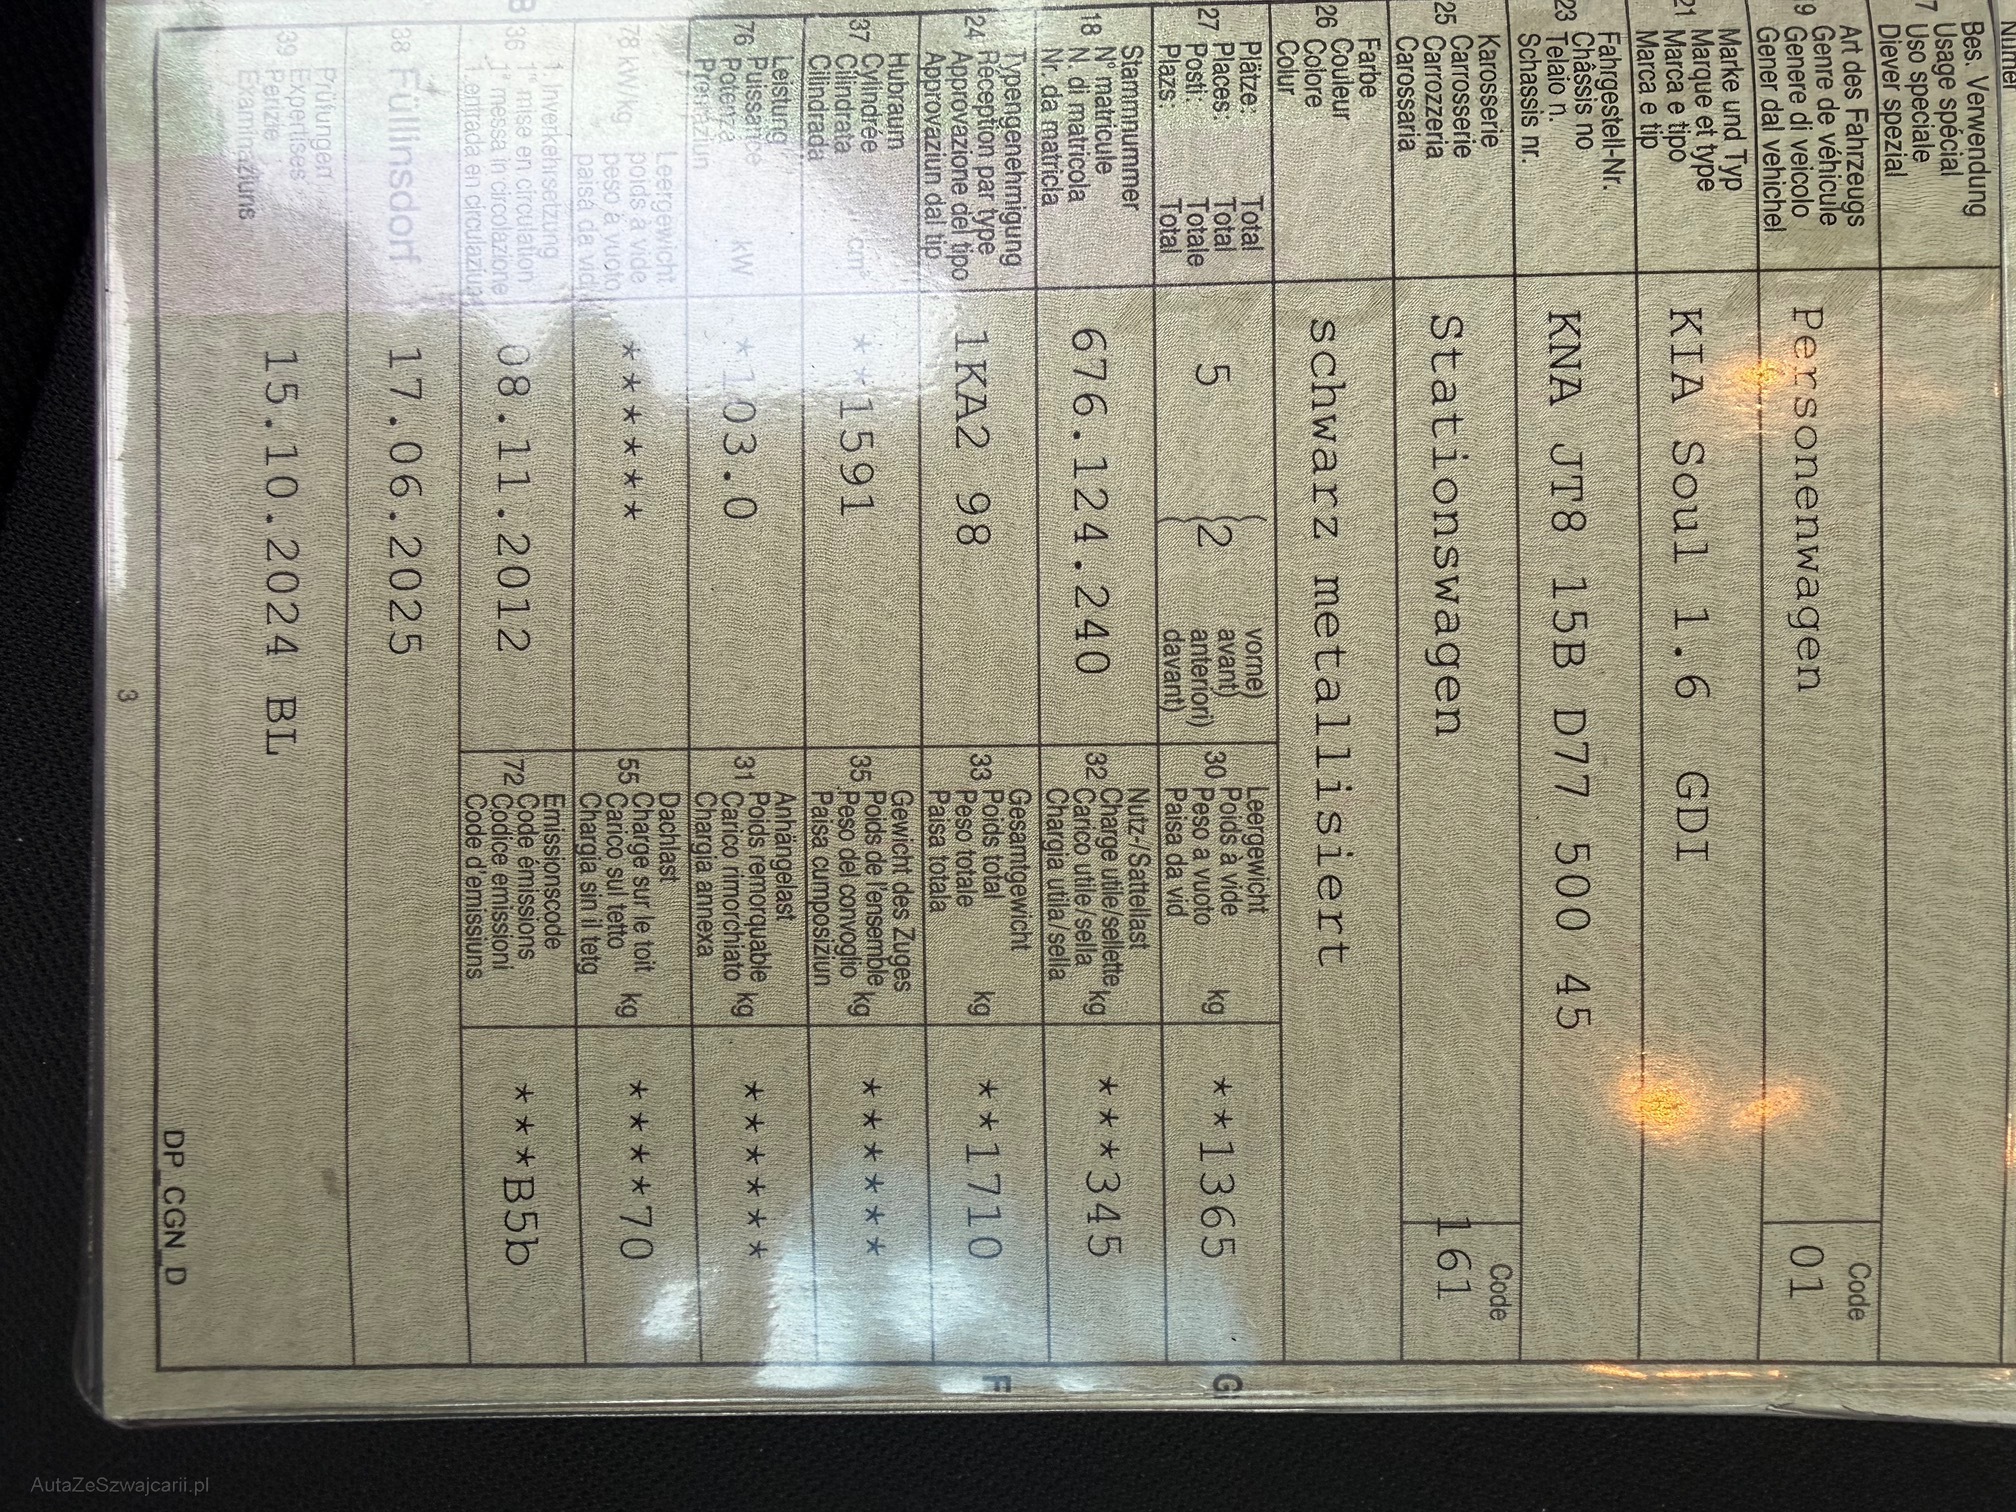 Bes. Verwendung
Usage spécial
7 Uso speciale
Diever spezial
Art des Fahrzeugs
Genre de véhicule
9 Genere di veicolo
Gener dal vehichel
Personenwagen
Code
01
Marke und Typ
Marque et type
21 Marca e tipo
Marca e tip
KIA Soul 1.6 GDI
Fahrgestell-Nr.
Châssis no
23 Telaio n.
Schassis nr.
KNA JT8 15B D77 500 45
Karosserie
Carrosserie
25 Carrozzeria
Carossaria
Stationswagen
Code
161
Farbe
Couleur
26 Colore
Colur
schwarz metallisiert
Plätze: Total
Places: Total
27 Posti: Totale
Plazs: Total
5 (2
vorne)
avant)
anteriori)
davant)
Leergewicht
Poids à vide
30 Peso a vuoto kg
Paisa da vid
**1365
G
Stammnummer
N° matricule
18 N. di matricola
Nr. da matricla
676.124.240
Nutz-/Sattellast
Charge utile/sellette
32 Carico utile/sella kg
Chargia utila/sella
***345
Typengenehmigung
Réception par type
24 Approvazione del tipo
Approvaziun dal tip
1KA2 98
Gesamtgewicht
Poids total
33 Peso totale kg
Paisa totala
**1710
F
Hubraum
Cylindrée
37 Cilindrata cm³
Cilindrada
**1591
Gewicht des Zuges
Poids de l'ensemble
35 Peso del convoglio kg
Paisa cumposiziun
******
Leistung
Puissance
76 Potenza kW
Prestaziun
*103.0
Anhängelast
Poids remorquable
31 Carico rimorchiato kg
Chargia annexa
******
Leergewicht
poids à vide
78 kW/kg peso à vuoto
paisa da vid
******
Dachlast
Charge sur le toit
55 Carico sul tetto kg
Chargia sin il tetg
****70
1. Inverkehrsetzung
1re mise en circulation
36 1a messa in circolazione
1. entrada en circulaziun
08.11.2012
Emissionscode
Code émissions
72 Codice emissioni
Code d'emissiuns
***B5b
38 Füllinsdorf 17.06.2025
Prüfungen
Expertises
39 Perizie
Examinaziuns
15.10.2024 BL
DP_CGN_D
3
AutaZeSzwajcarii.pl